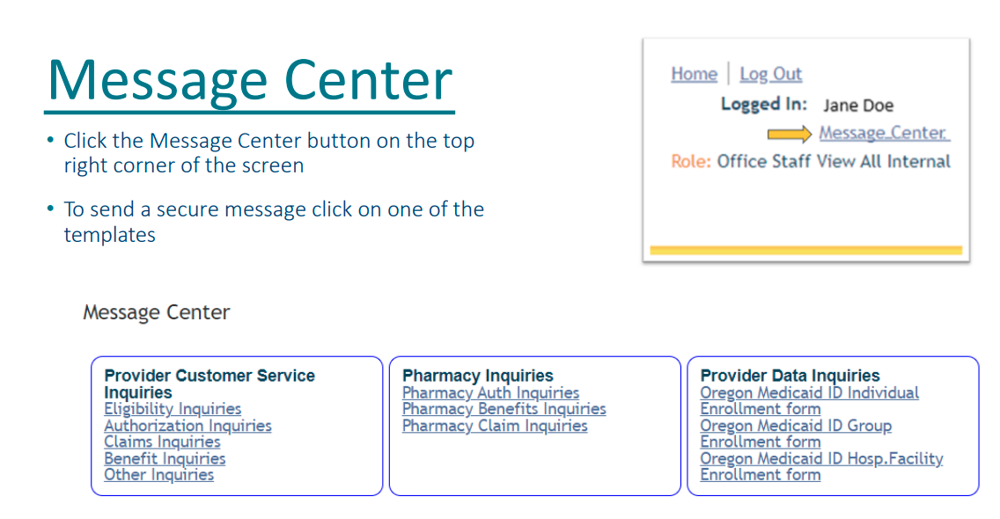 Message Center
• Click the Message Center button on the top
right corner of the screen
• To send a secure message click on one of the
templates
Home | Log Out
Logged In: Jane Doe
Message Center
Role: Office Staff View All Internal
Message Center
Provider Customer Service
Inquiries
Eligibility Inquiries
Authorization Inquiries
Claims Inquiries
Benefit Inquiries
Other Inquiries
Pharmacy Inquiries
Pharmacy Auth Inquiries
Pharmacy Benefits Inquiries
Pharmacy Claim Inquiries
Provider Data Inquiries
Oregon Medicaid ID Individual
Enrollment form
Oregon Medicaid ID Group
Enrollment form
Oregon Medicaid ID Hosp.Facility
Enrollment form